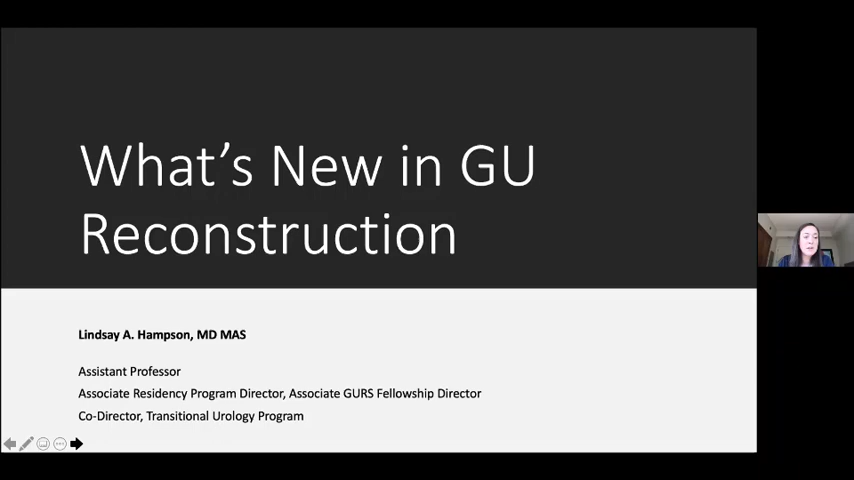 What's New in GU
Reconstruction
Lindsay A. Hampson, MD MAS
Assistant Professor
Associate Residency Program Director, Associate GURS Fellowship Director
Co-Director, Transitional Urology Program